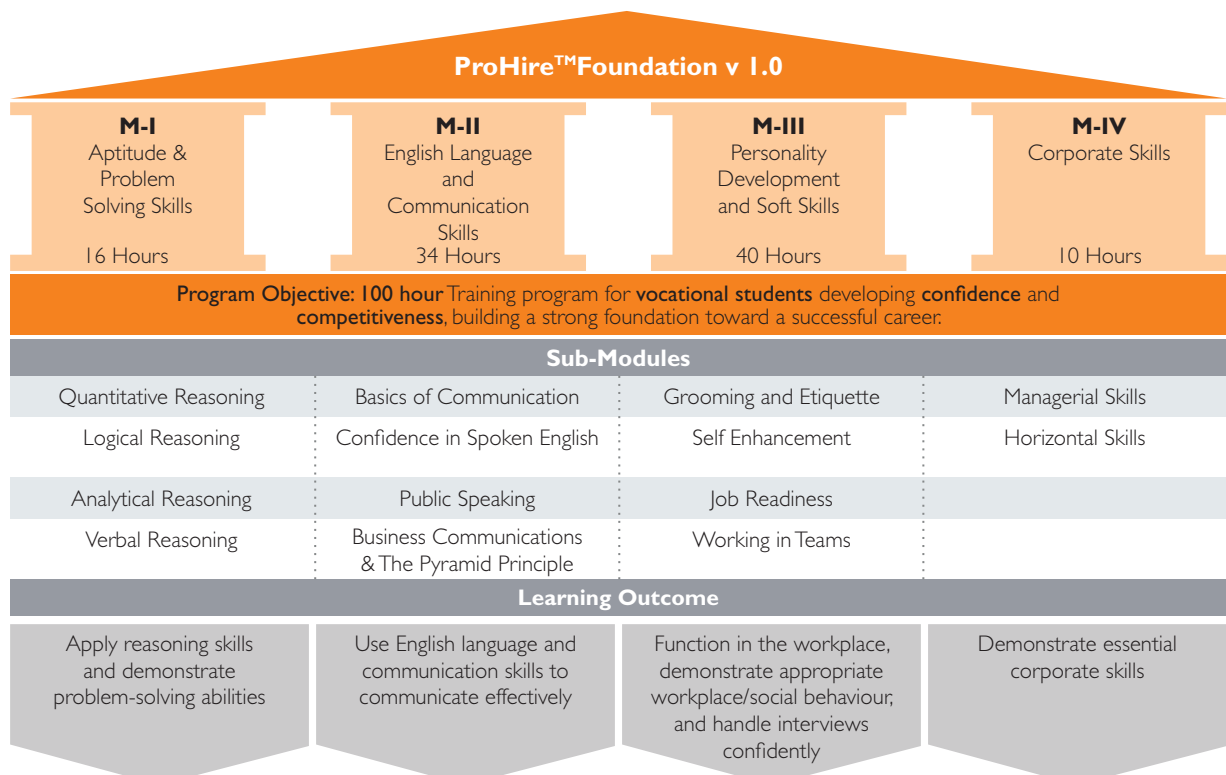 ProHire™Foundation v 1.0
M-I
Aptitude &
Problem
Solving Skills
16 Hours
M-II
English Language
and
Communication
Skills
34 Hours
M-III
Personality
Development
and Soft Skills
40 Hours
M-IV
Corporate Skills
10 Hours
Program Objective: 100 hour Training program for vocational students developing confidence and
competitiveness, building a strong foundation toward a successful career.
Sub-Modules
Quantitative Reasoning
Basics of Communication
Grooming and Etiquette
Managerial Skills
Logical Reasoning
Confidence in Spoken English
Self Enhancement
Horizontal Skills
Analytical Reasoning
Public Speaking
Job Readiness
Verbal Reasoning
Business Communications
& The Pyramid Principle
Working in Teams
Learning Outcome
Apply reasoning skills
and demonstrate
problem-solving abilities
Use English language and
communication skills to
communicate effectively
Function in the workplace,
demonstrate appropriate
workplace/social behaviour,
and handle interviews
confidently
Demonstrate essential
corporate skills